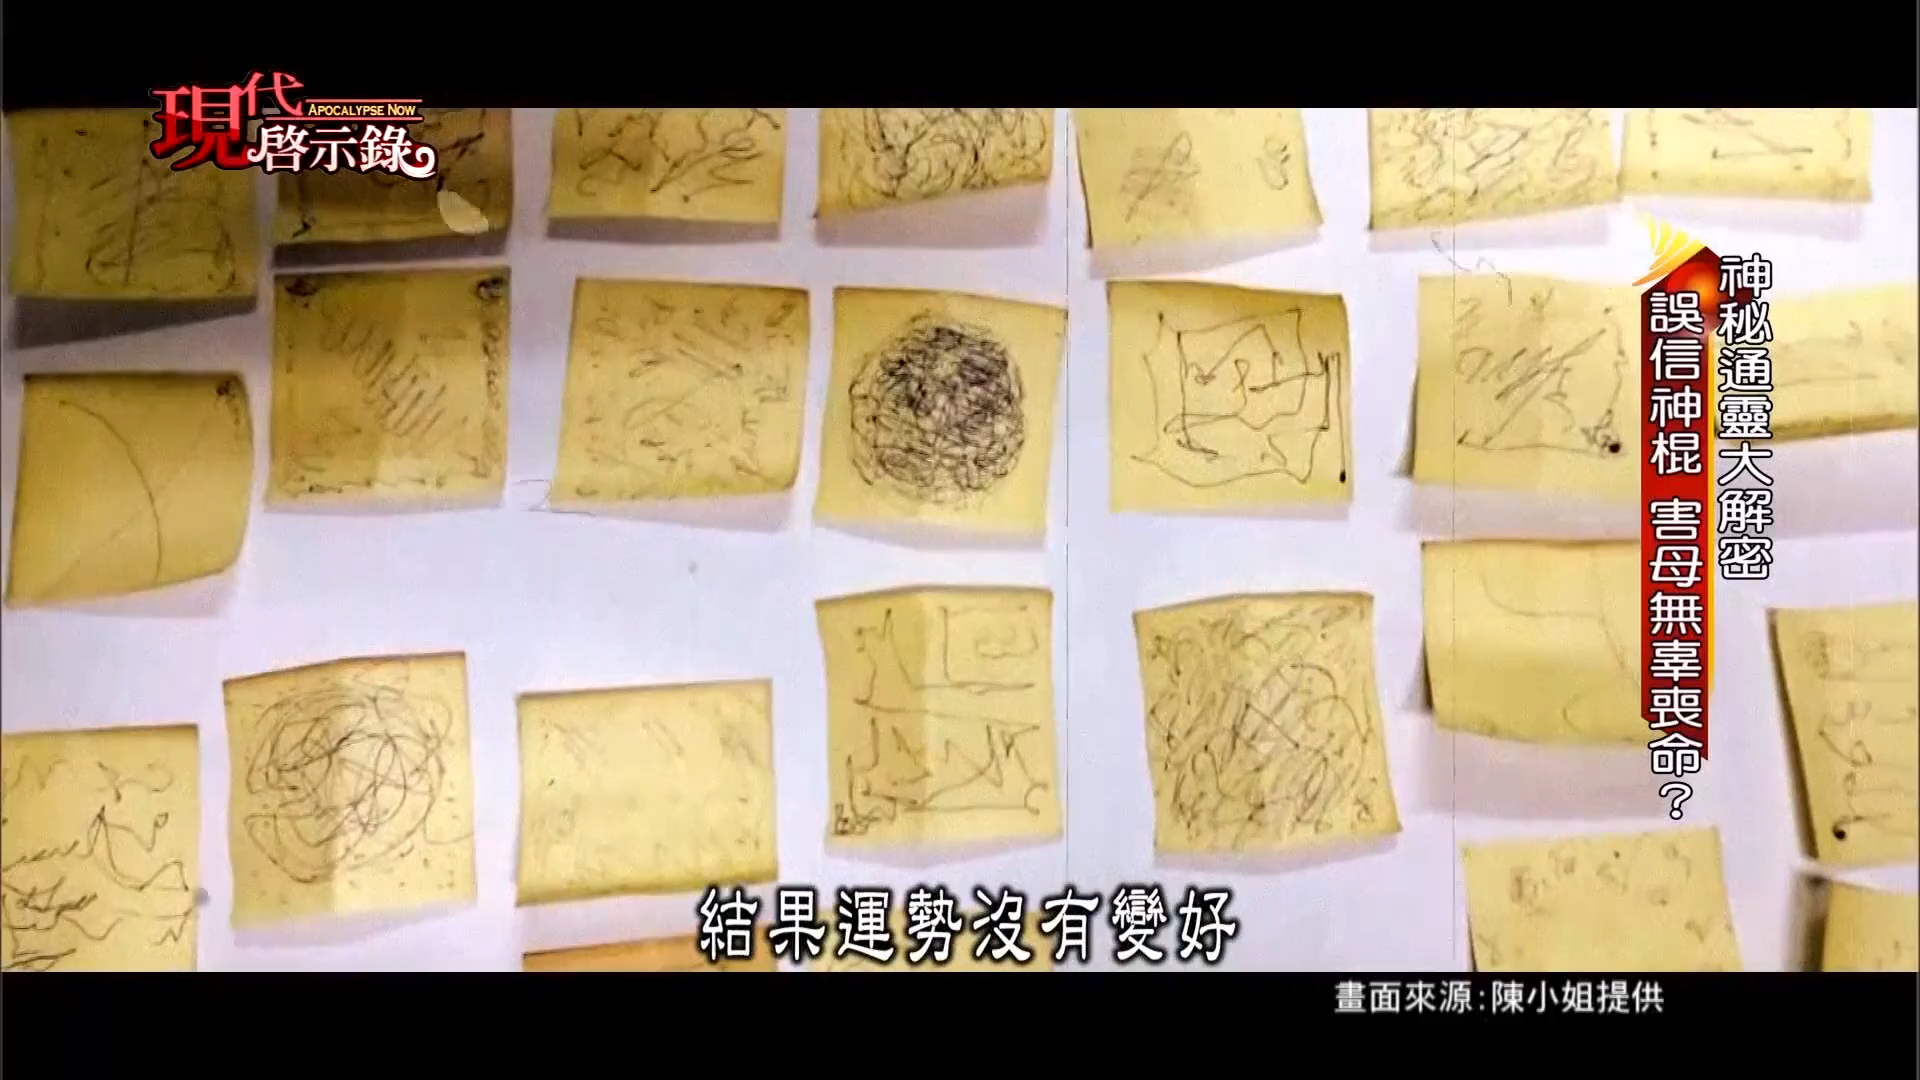 現代
APOCALYPSE NOW
啓示錄
神秘通靈大解密
誤信神棍 害母無辜喪命?
結果運勢沒有變好
畫面來源:陳小姐提供